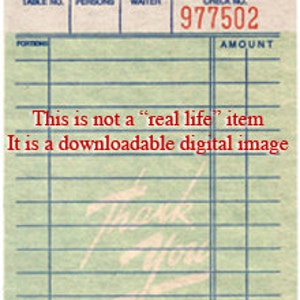 TABLE NO. PERSONS WAITER CHECK NO.
977502
PORTIONS AMOUNT
This is not a “real life” item
It is a downloadable digital image
Thank
You